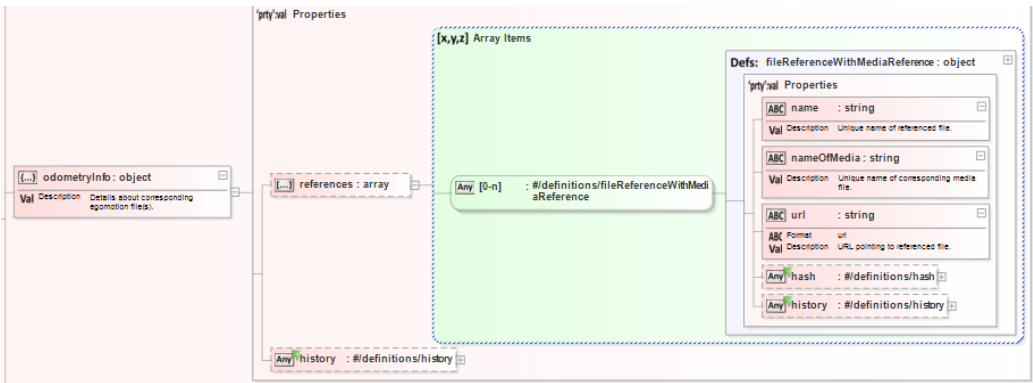 'prty':val Properties
[x,y,z] Array Items
Defs: fileReferenceWithMediaReference : object
'prty':val Properties
ABC name : string
Val Description Unique name of referenced file.
ABC nameOfMedia : string
Val Description Unique name of corresponding media
file.
ABC url : string
ABC Format url
Val Description URL pointing to referenced file.
Any hash : #/definitions/hash
Any history : #/definitions/history
{...} odometryInfo : object
Val Description Details about corresponding
egomotion file(s).
[...] references : array
Any [0-n] : #/definitions/fileReferenceWithMedi
aReference
Any history : #/definitions/history